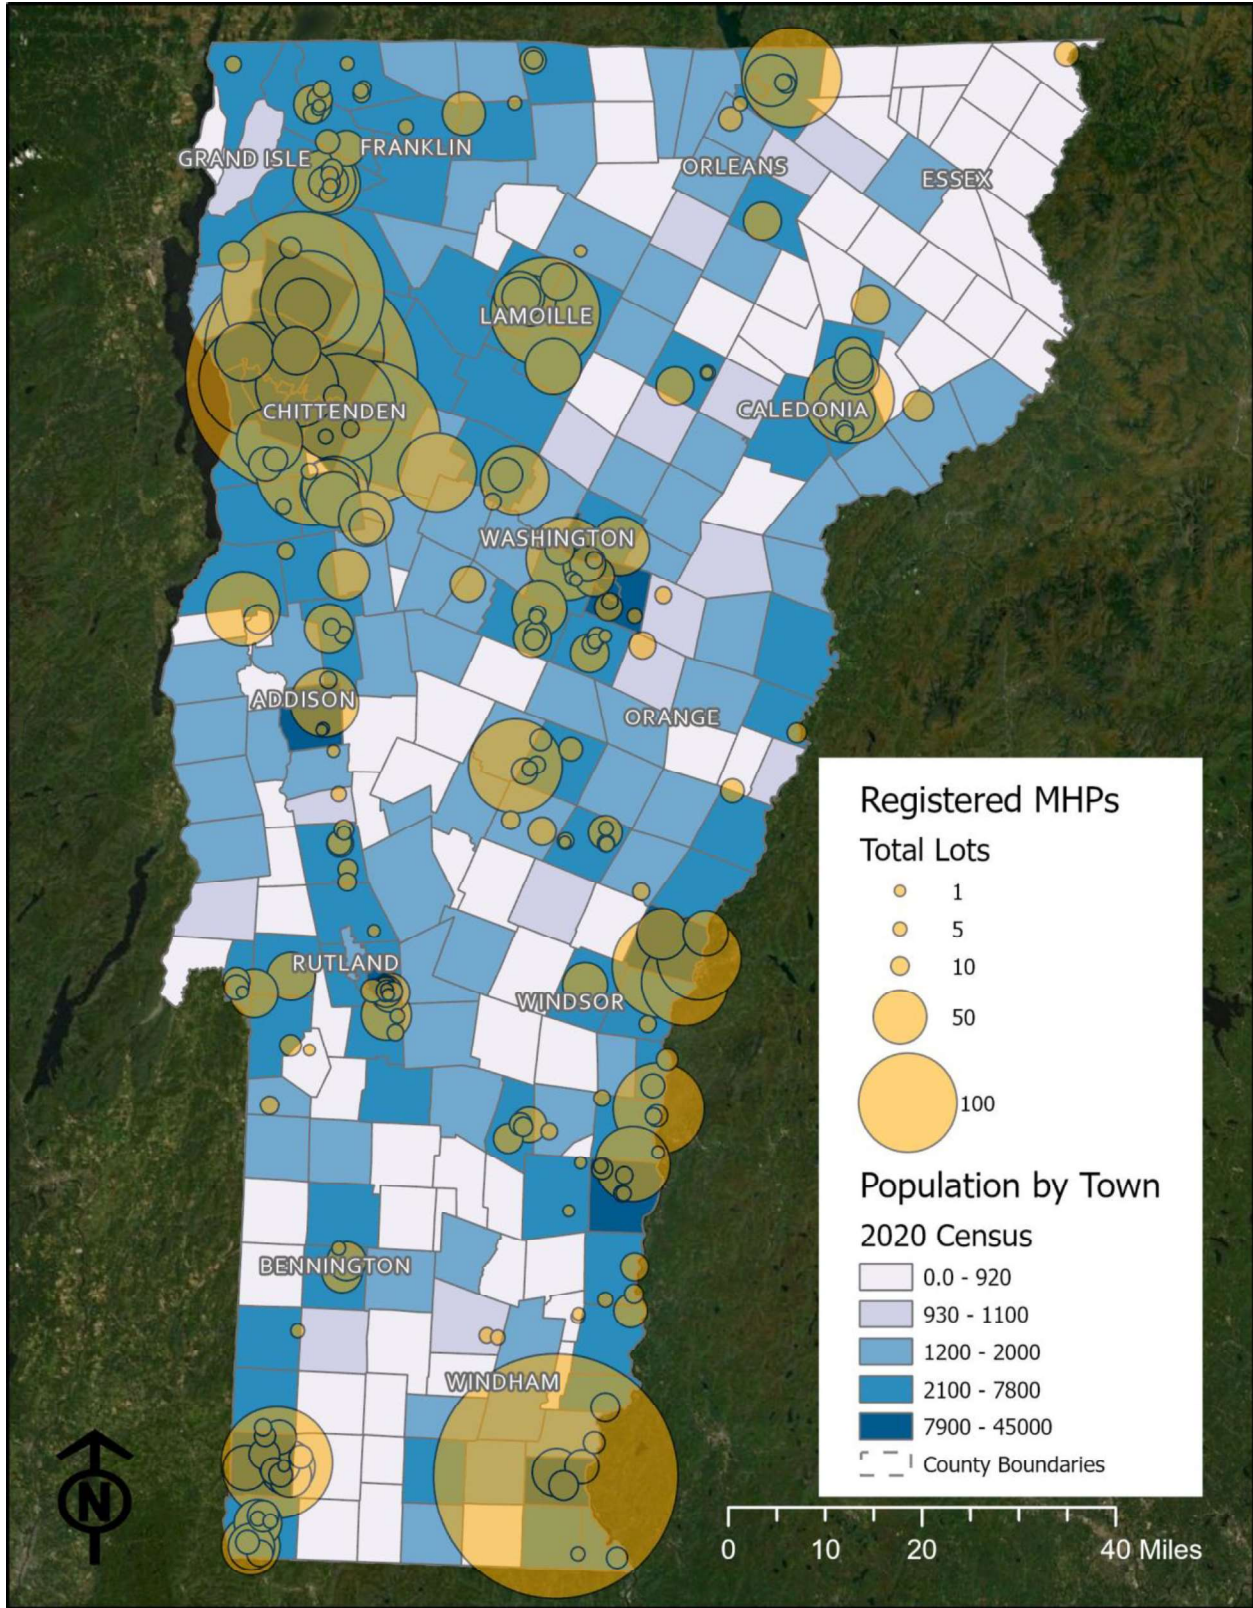 GRAND ISLE
FRANKLIN
ORLEANS
ESSEX
LAMOILLE
CHITTENDEN
CALEDONIA
WASHINGTON
ADDISON
ORANGE
RUTLAND
WINDSOR
BENNINGTON
WINDHAM
Registered MHPs
Total Lots
1
5
10
50
100
Population by Town
2020 Census
0.0 - 920
930 - 1100
1200 - 2000
2100 - 7800
7900 - 45000
County Boundaries
N
0 10 20 40 Miles